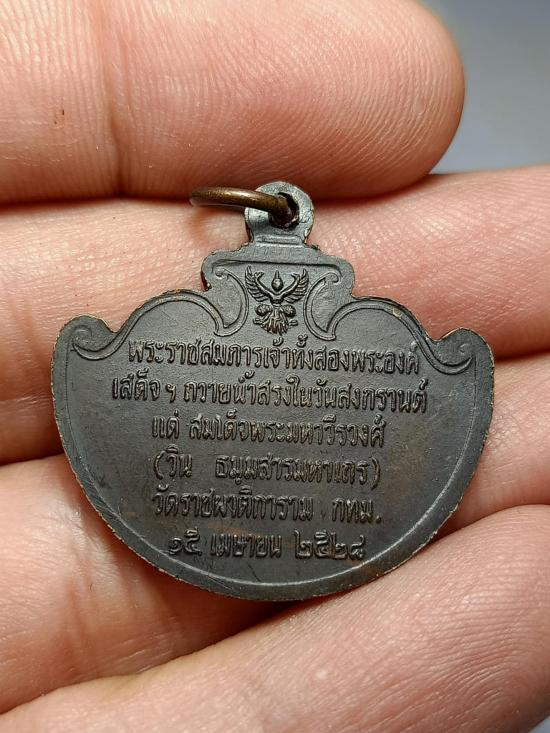 พระราชสมภารเจ้าทั้งสองพระองค์
เสด็จฯ ถวายน้ำสรงในวันสงกรานต์
แด่ สมเด็จพระมหาวีรวงศ์
(วิน ธมฺมสารมหาเถร)
วัดราชผาติการาม กทม.
๑๕ เมษายน ๒๕๒๘